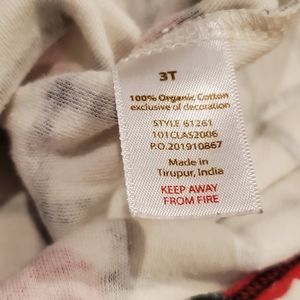 3T
100% Organic Cotton
exclusive of decoration
STYLE 61261
101CLAS2006
P.O.201910867
Made in
Tirupur, India
KEEP AWAY
FROM FIRE